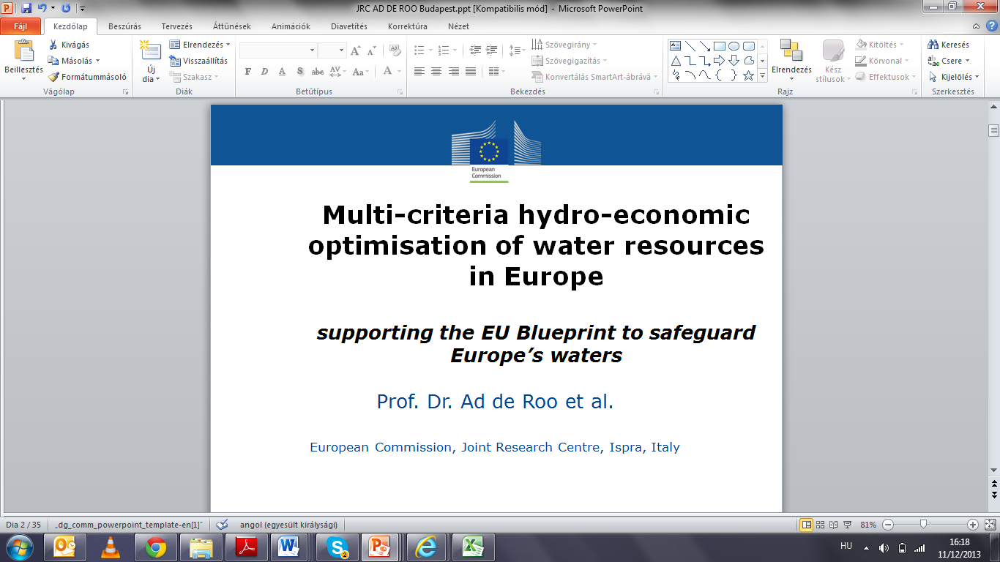 JRC AD DE ROO Budapest.ppt [Kompatibilis mód] - Microsoft PowerPoint
Fájl Kezdőlap Beszúrás Tervezés Áttűnések Animációk Diavetítés Korrektúra Nézet
Beillesztés
Kivágás
Másolás
Formátummásoló
Vágólap
Új
dia
Elrendezés
Visszaállítás
Szakasz
Diák
F D A S abc AV Aa A
Betűtípus
Szövegirány
Szövegigazítás
Konvertálás SmartArt-ábrává
Bekezdés
Elrendezés
Kész
stílusok
Kitöltés
Körvonal
Effektusok
Rajz
Keresés
Csere
Kijelölés
Szerkesztés
European
Commission
Multi-criteria hydro-economic
optimisation of water resources
in Europe
supporting the EU Blueprint to safeguard
Europe’s waters
Prof. Dr. Ad de Roo et al.
European Commission, Joint Research Centre, Ispra, Italy
Dia 2 / 35 „dg_comm_powerpoint_template-en[1]” angol (egyesült királysági) 81%
2
HU
16:18
11/12/2013